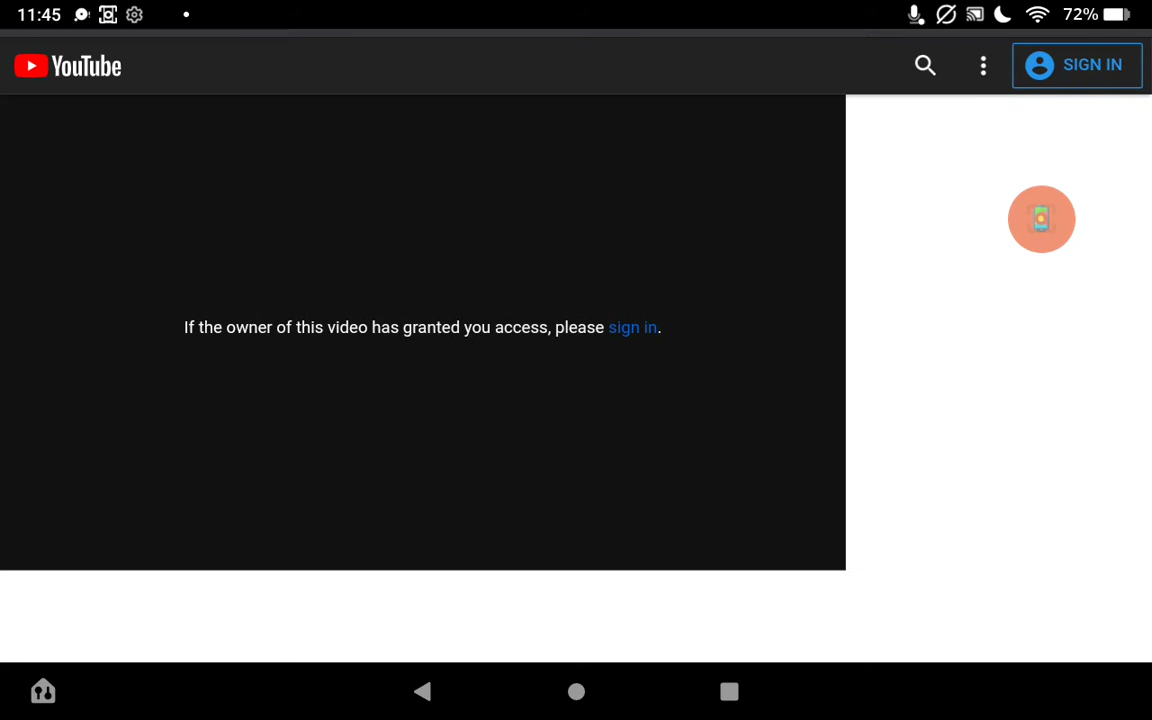 11:45
72%
YouTube
SIGN IN
If the owner of this video has granted you access, please sign in.